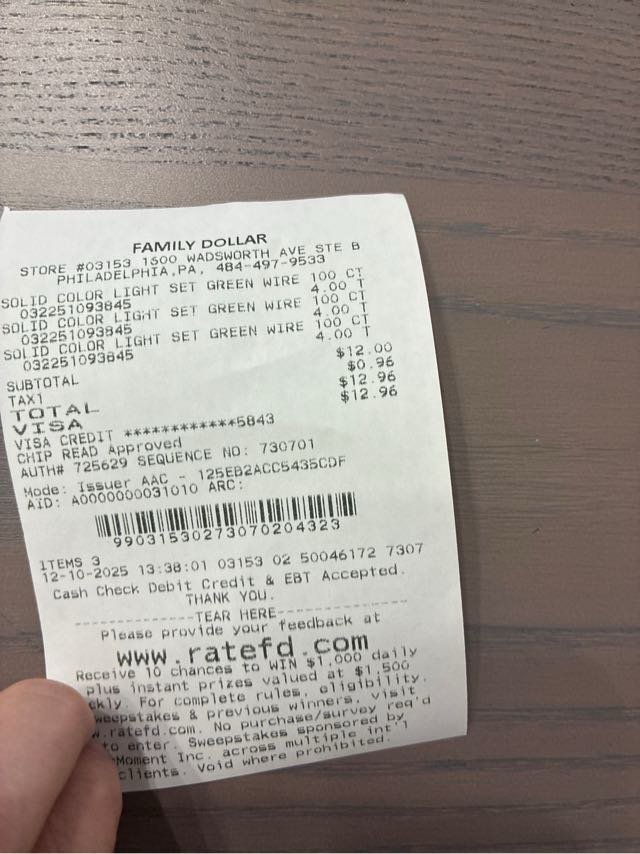 FAMILY DOLLAR
STORE #03153 1600 WADSWORTH AVE STE B
PHILADELPHIA,PA, 484-497-9533
SOLID COLOR LIGHT SET GREEN WIRE 100 CT
032251093845 4.00 T
SOLID COLOR LIGHT SET GREEN WIRE 100 CT
032251093845 4.00 T
SOLID COLOR LIGHT SET GREEN WIRE 100 CT
032251093845 4.00 T
SUBTOTAL $12.00
TAX1 $0.96
TOTAL $12.96
VISA $12.96
VISA CREDIT ************5843
CHIP READ Approved
AUTH# 725629 SEQUENCE NO: 730701
Mode: Issuer AAC - 125EB2ACC5435CDF
AID: A0000000031010 ARC:
99031530273070204323
ITEMS 3
12-10-2025 13:38:01 03153 02 50046172 7307
Cash Check Debit Credit & EBT Accepted.
THANK YOU.
TEAR HERE
Please provide your feedback at
www.ratefd.com
Receive 10 chances to WIN $1,000 daily
plus instant prizes valued at $1,500
ekly. For complete rules, eligibility,
weepstakes & previous winners, visit
w.ratefd.com. No purchase/survey req'd
to enter. Sweepstakes sponsored by
Moment Inc. across multiple int'l
clients. Void where prohibited.